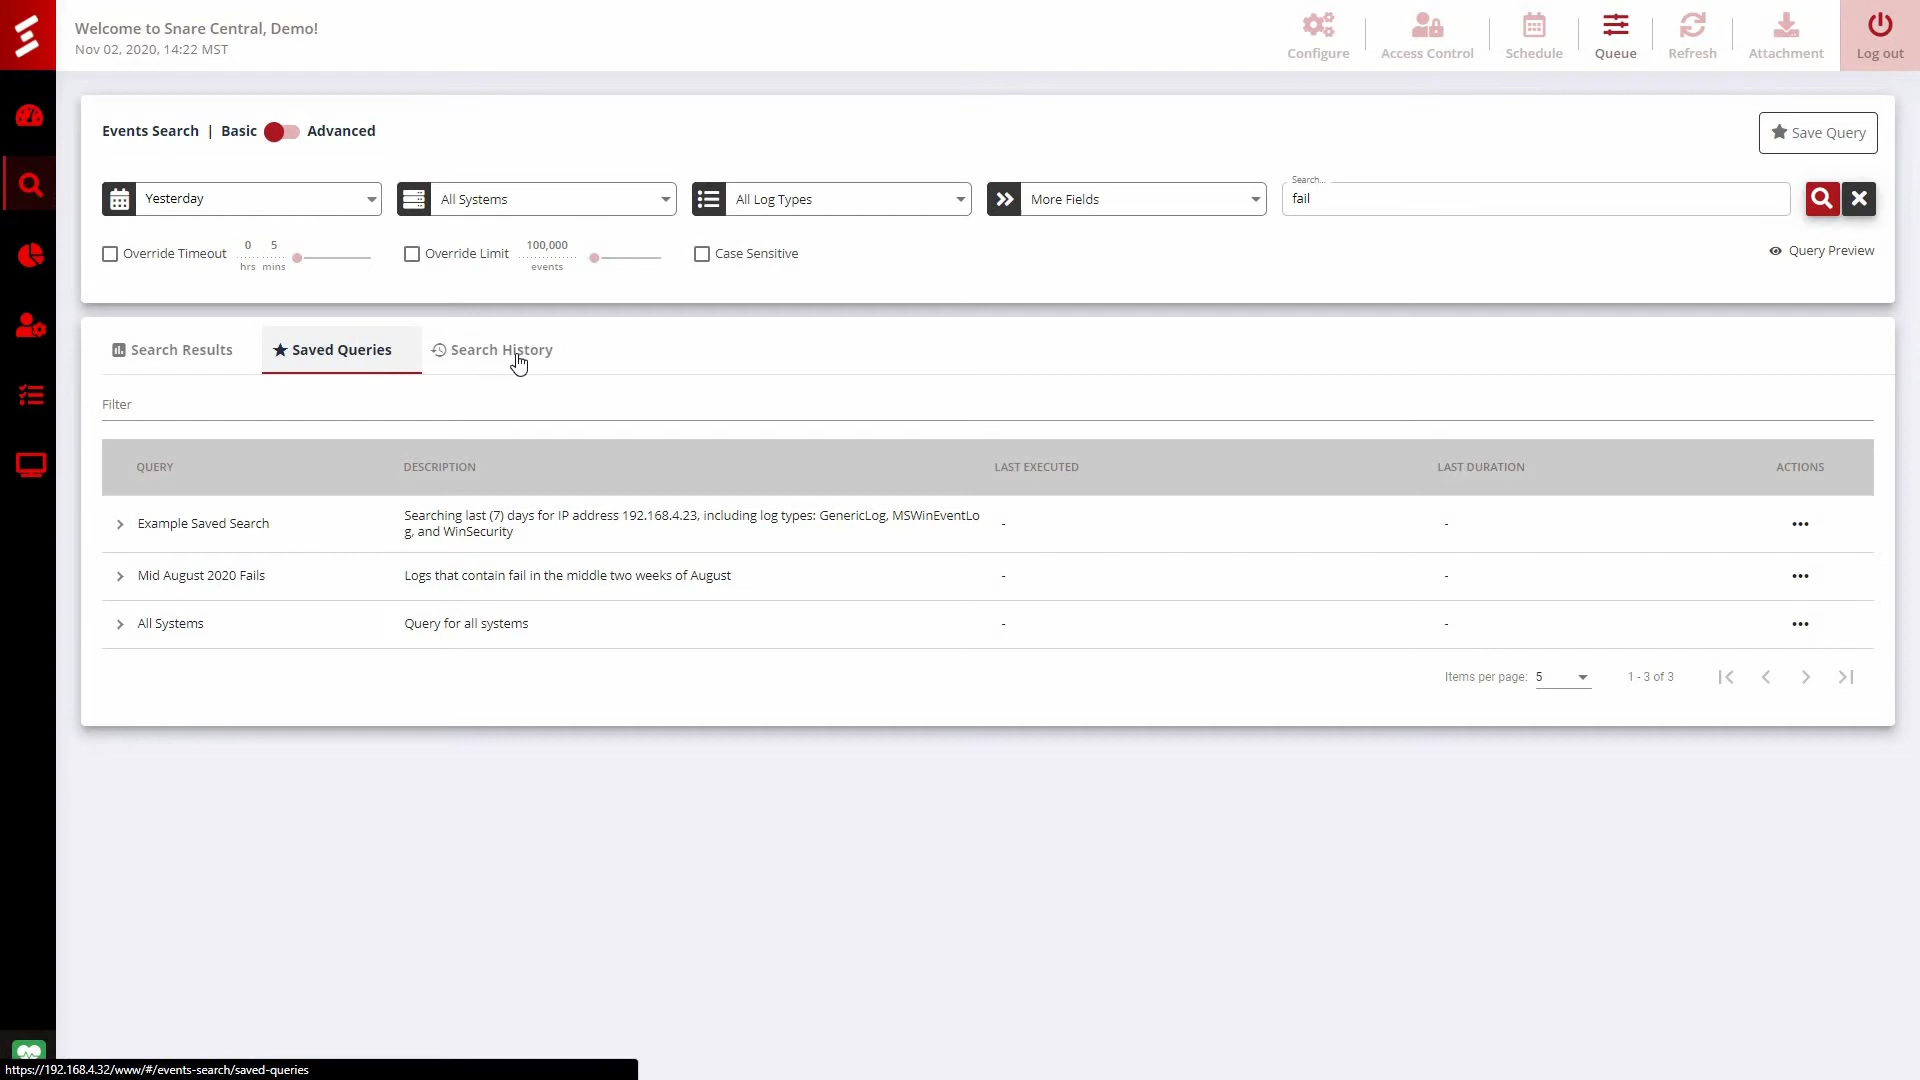 Welcome to Snare Central, Demo!
Nov 02, 2020, 14:22 MST
Configure
Access Control
Schedule
Queue
Refresh
Attachment
Log out
Events Search | Basic Advanced
Save Query
Yesterday
All Systems
All Log Types
More Fields
Search...
fail
Override Timeout
0 5
hrs mins
Override Limit
100,000
events
Case Sensitive
Query Preview
Search Results
Saved Queries
Search History
Filter
QUERY DESCRIPTION LAST EXECUTED LAST DURATION ACTIONS
Example Saved Search
Searching last (7) days for IP address 192.168.4.23, including log types: GenericLog, MSWinEventLo
g, and WinSecurity
- - •••
Mid August 2020 Fails Logs that contain fail in the middle two weeks of August - - •••
All Systems Query for all systems - - •••
Items per page: 5 1 - 3 of 3
https://192.168.4.32/www/#/events-search/saved-queries